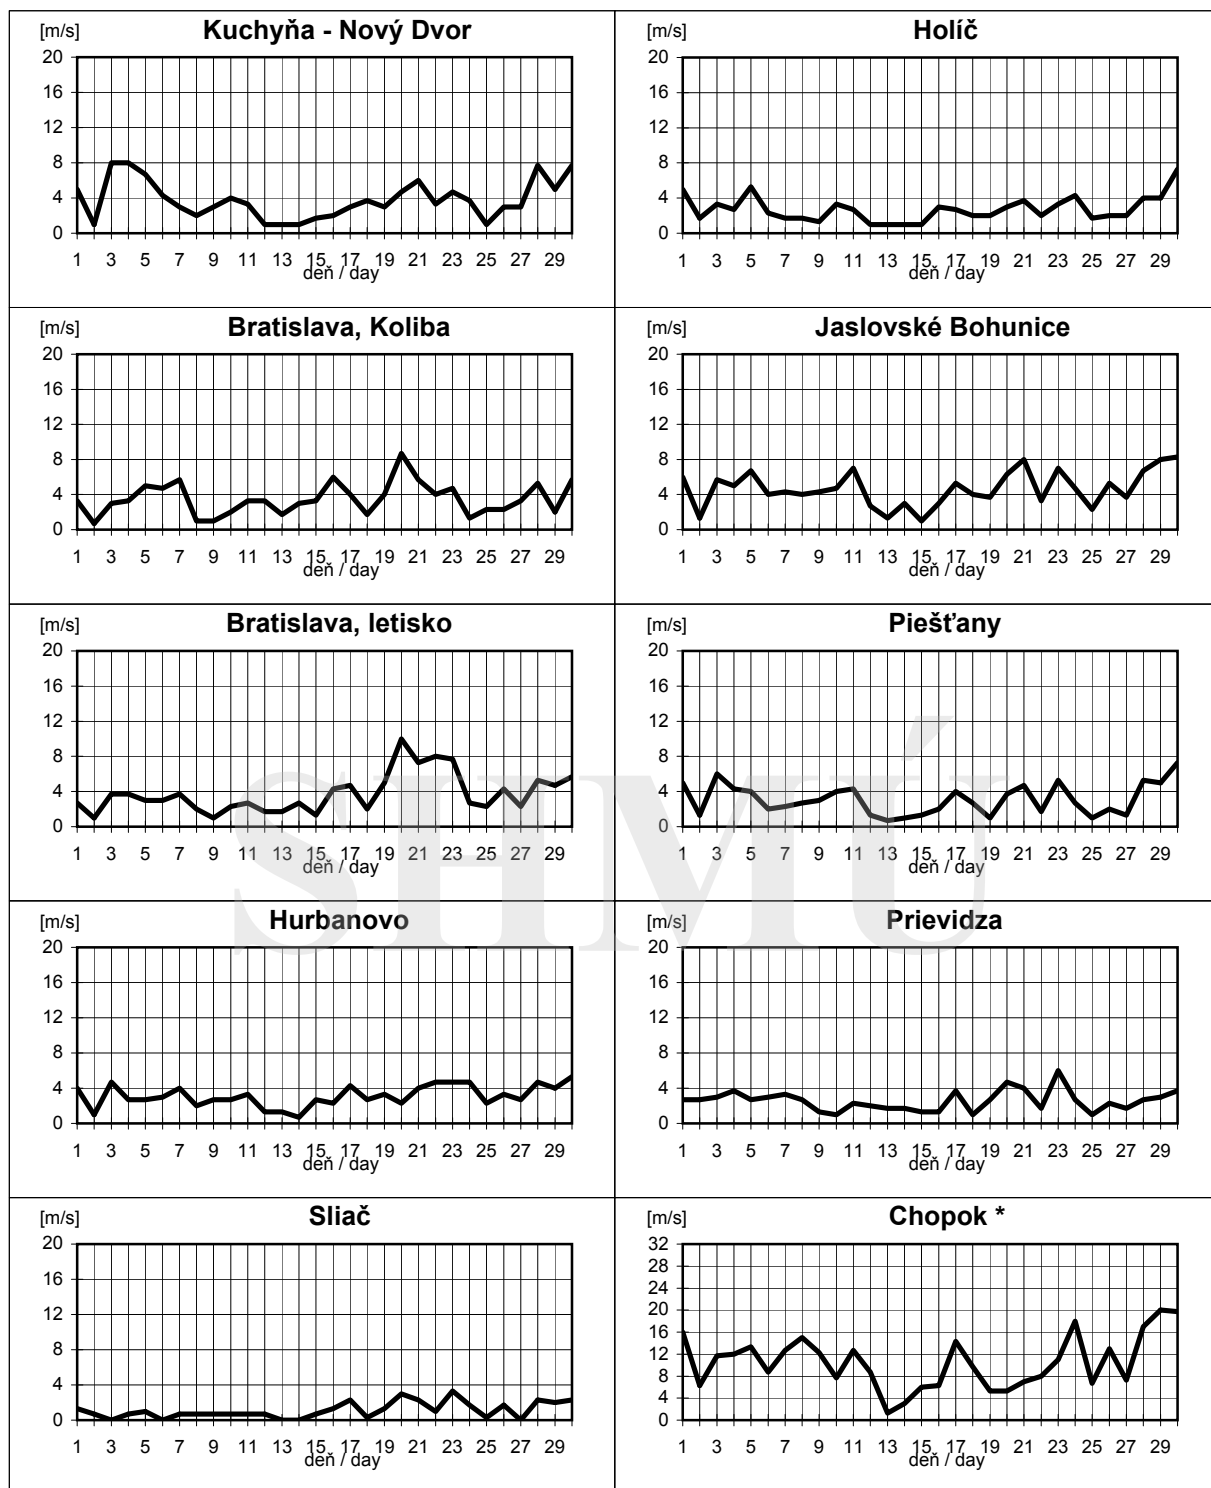 [m/s] Kuchyňa - Nový Dvor
20
16
12
8
4
0
1 3 5 7 9 11 13 15 17 19 21 23 25 27 29
deň / day
[m/s] Holíč
20
16
12
8
4
0
1 3 5 7 9 11 13 15 17 19 21 23 25 27 29
deň / day
[m/s] Bratislava, Koliba
20
16
12
8
4
0
1 3 5 7 9 11 13 15 17 19 21 23 25 27 29
deň / day
[m/s] Jaslovské Bohunice
20
16
12
8
4
0
1 3 5 7 9 11 13 15 17 19 21 23 25 27 29
deň / day
[m/s] Bratislava, letisko
20
16
12
8
4
0
1 3 5 7 9 11 13 15 17 19 21 23 25 27 29
deň / day
[m/s] Piešťany
20
16
12
8
4
0
1 3 5 7 9 11 13 15 17 19 21 23 25 27 29
deň / day
SHMÚ
[m/s] Hurbanovo
20
16
12
8
4
0
1 3 5 7 9 11 13 15 17 19 21 23 25 27 29
deň / day
[m/s] Prievidza
20
16
12
8
4
0
1 3 5 7 9 11 13 15 17 19 21 23 25 27 29
deň / day
[m/s] Sliač
20
16
12
8
4
0
1 3 5 7 9 11 13 15 17 19 21 23 25 27 29
deň / day
[m/s] Chopok *
32
28
24
20
16
12
8
4
0
1 3 5 7 9 11 13 15 17 19 21 23 25 27 29
deň / day